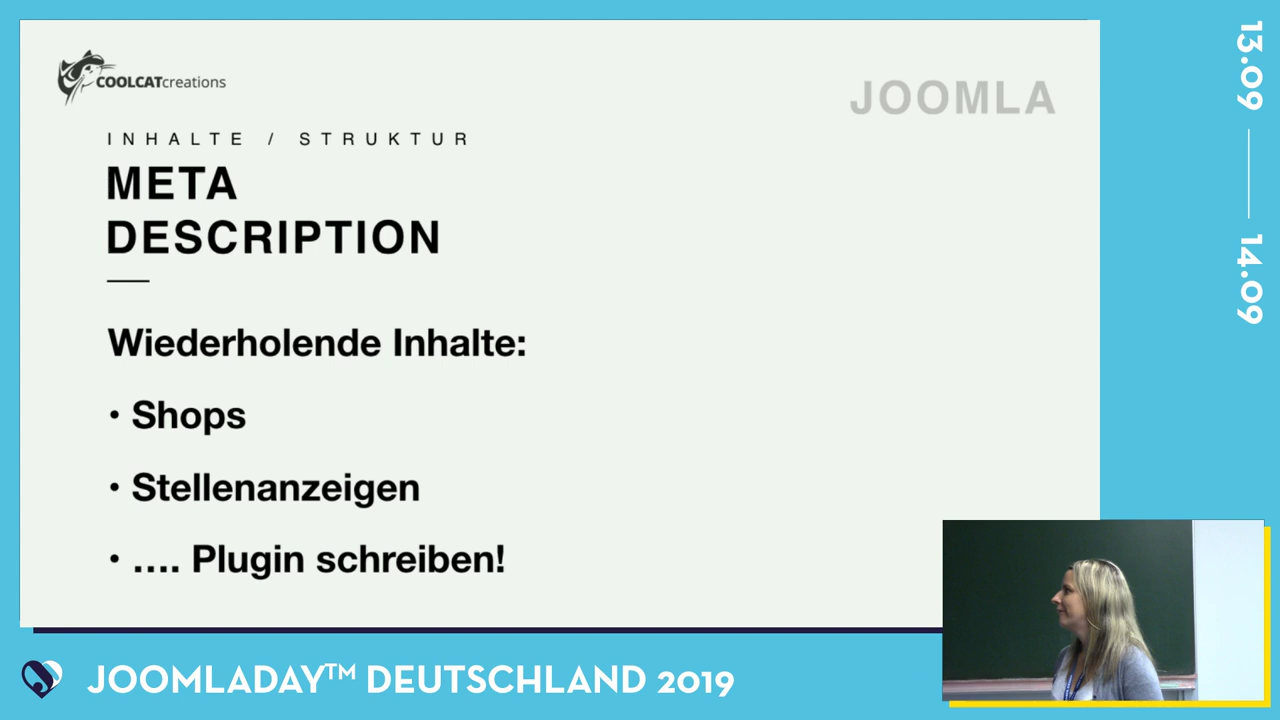 COOLCATcreations
JOOMLA
INHALTE / STRUKTUR
META
DESCRIPTION
Wiederholende Inhalte:
• Shops
• Stellenanzeigen
• .... Plugin schreiben!
13.09
14.09
JOOMLADAY™ DEUTSCHLAND 2019